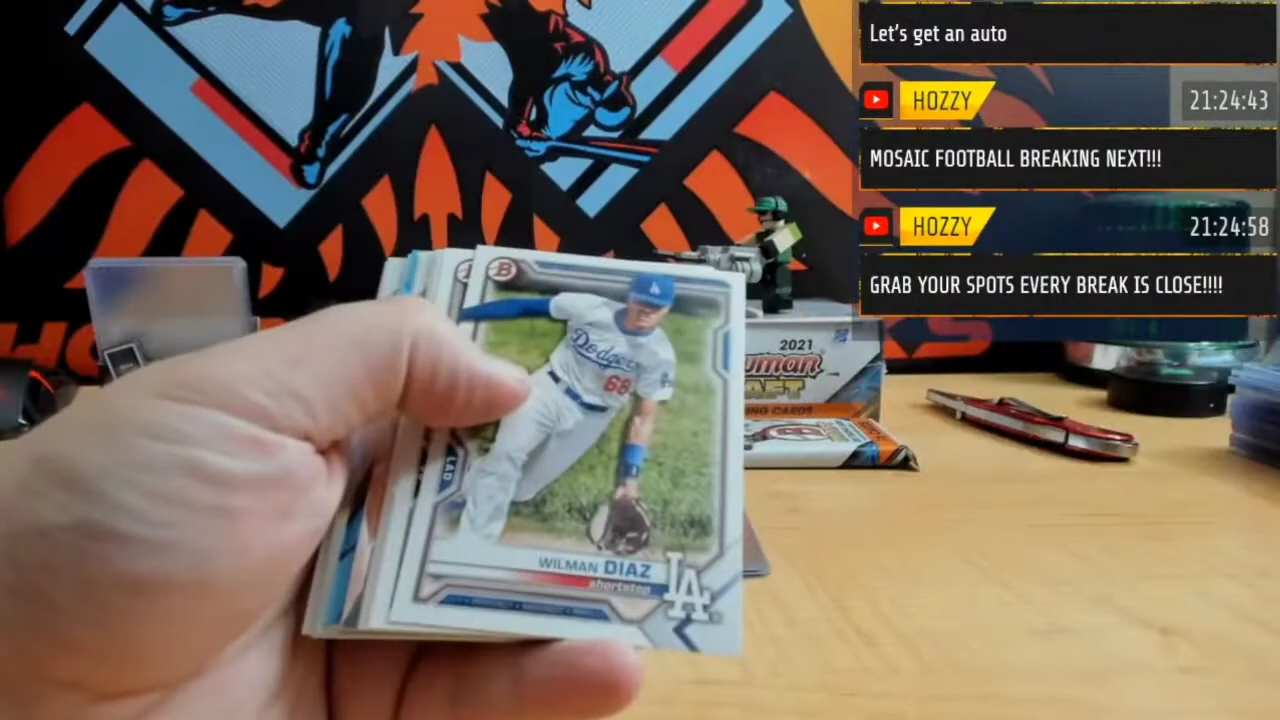 Let's get an auto
HOZZY
21:24:43
MOSAIC FOOTBALL BREAKING NEXT!!!
HOZZY
21:24:58
GRAB YOUR SPOTS EVERY BREAK IS CLOSE!!!!
2021
B
Dodgers
68
LAD
WILMAN DIAZ
shortstop
LA